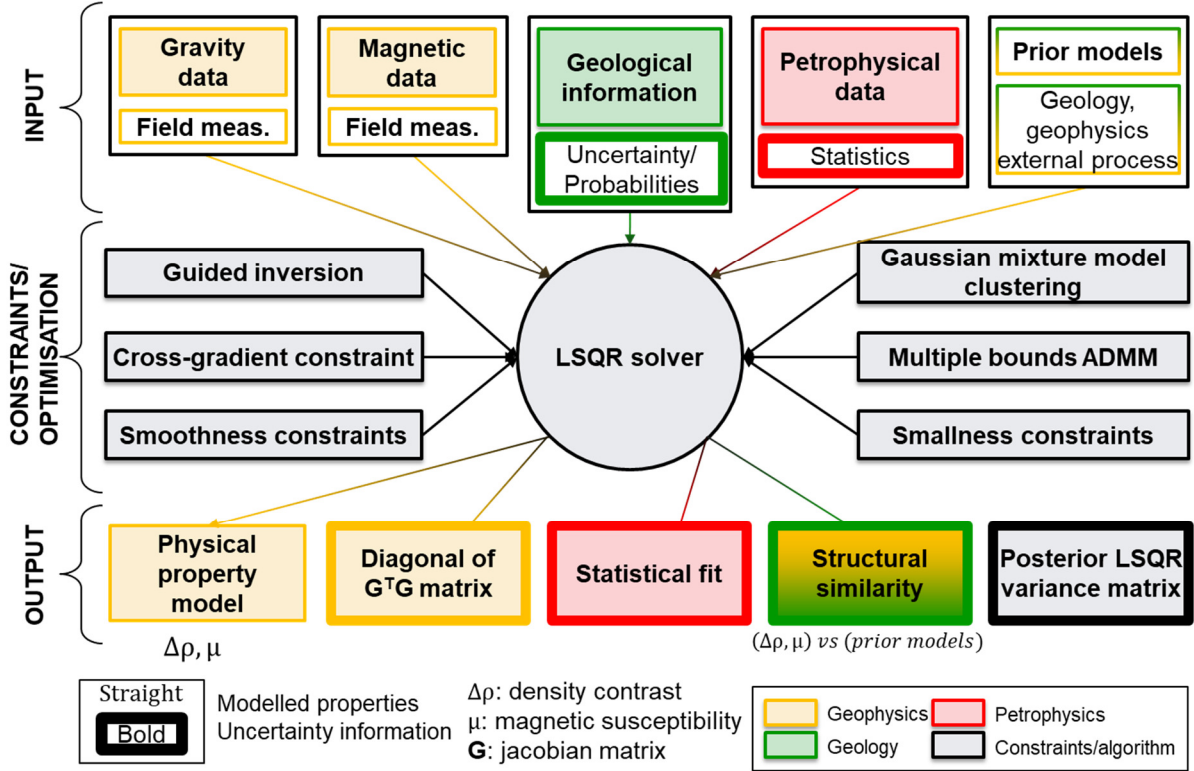 INPUT
Gravity
data
Field meas.
Magnetic
data
Field meas.
Geological
information
Uncertainty/
Probabilities
Petrophysical
data
Statistics
Prior models
Geology,
geophysics
external process
CONSTRAINTS/
OPTIMISATION
Guided inversion
Cross-gradient constraint
Smoothness constraints
LSQR solver
Gaussian mixture model
clustering
Multiple bounds ADMM
Smallness constraints
OUTPUT
Physical
property
model
Δρ, μ
Diagonal of
GᵀG matrix
Statistical fit
Structural
similarity
(Δρ, μ) vs (prior models)
Posterior LSQR
variance matrix
Straight
Bold
Modelled properties
Uncertainty information
Δρ: density contrast
μ: magnetic susceptibility
G: jacobian matrix
Geophysics
Petrophysics
Geology
Constraints/algorithm